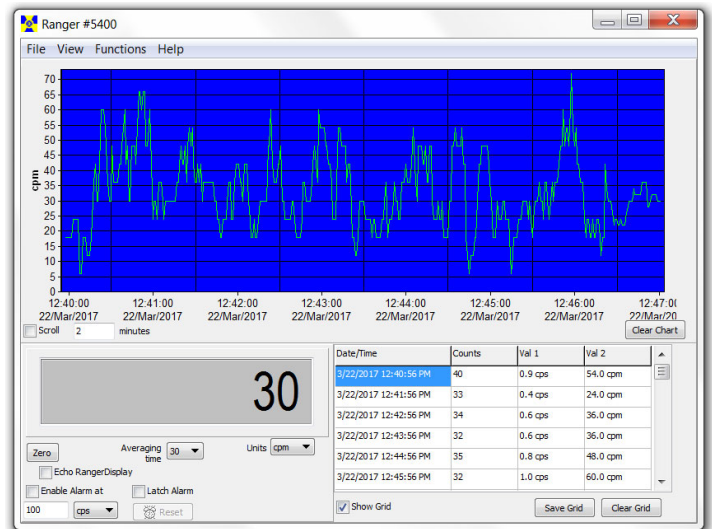 Ranger #5400
File View Functions Help
cpm
70
65
60
55
50
45
40
35
30
25
20
15
10
5
0
12:40:00 12:41:00 12:42:00 12:43:00 12:44:00 12:45:00 12:46:00 12:47:0(
22/Mar/2017 22/Mar/2017 22/Mar/2017 22/Mar/2017 22/Mar/2017 22/Mar/2017 22/Mar/2017 22/Mar/20
Scroll 2 minutes Clear Chart
30
Zero Averaging time 30 Units cpm
Echo RangerDisplay
Enable Alarm at Latch Alarm
100 cps Reset
Date/Time Counts Val 1 Val 2
3/22/2017 12:40:56 PM 40 0.9 cps 54.0 cpm
3/22/2017 12:41:56 PM 33 0.4 cps 24.0 cpm
3/22/2017 12:42:56 PM 34 0.6 cps 36.0 cpm
3/22/2017 12:43:56 PM 32 0.6 cps 36.0 cpm
3/22/2017 12:44:56 PM 35 0.8 cps 48.0 cpm
3/22/2017 12:45:56 PM 32 1.0 cps 60.0 cpm
Show Grid Save Grid Clear Grid